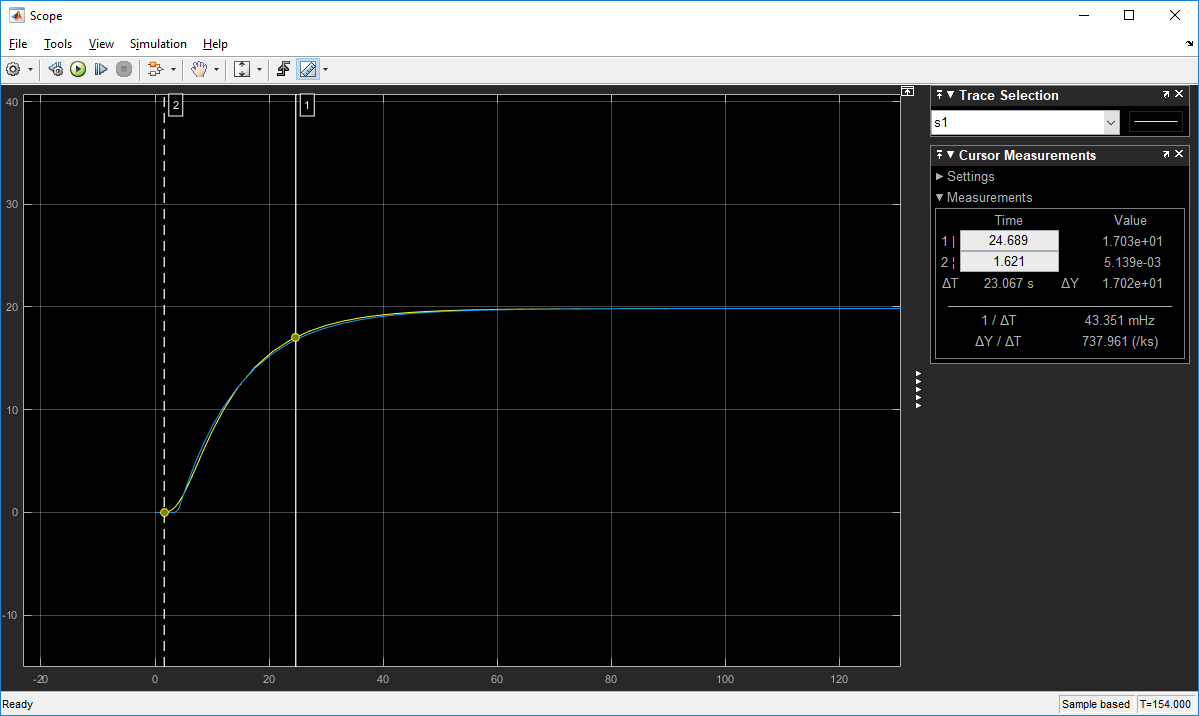 Scope
File Tools View Simulation Help
40
30
20
10
0
-10
2
1
-20 0 20 40 60 80 100 120
Trace Selection
s1
Cursor Measurements
Settings
Measurements
Time Value
1 | 24.689 1.703e+01
2 ¦ 1.621 5.139e-03
ΔT 23.067 s ΔY 1.702e+01
1 / ΔT 43.351 mHz
ΔY / ΔT 737.961 (/ks)
Ready Sample based T=154.000